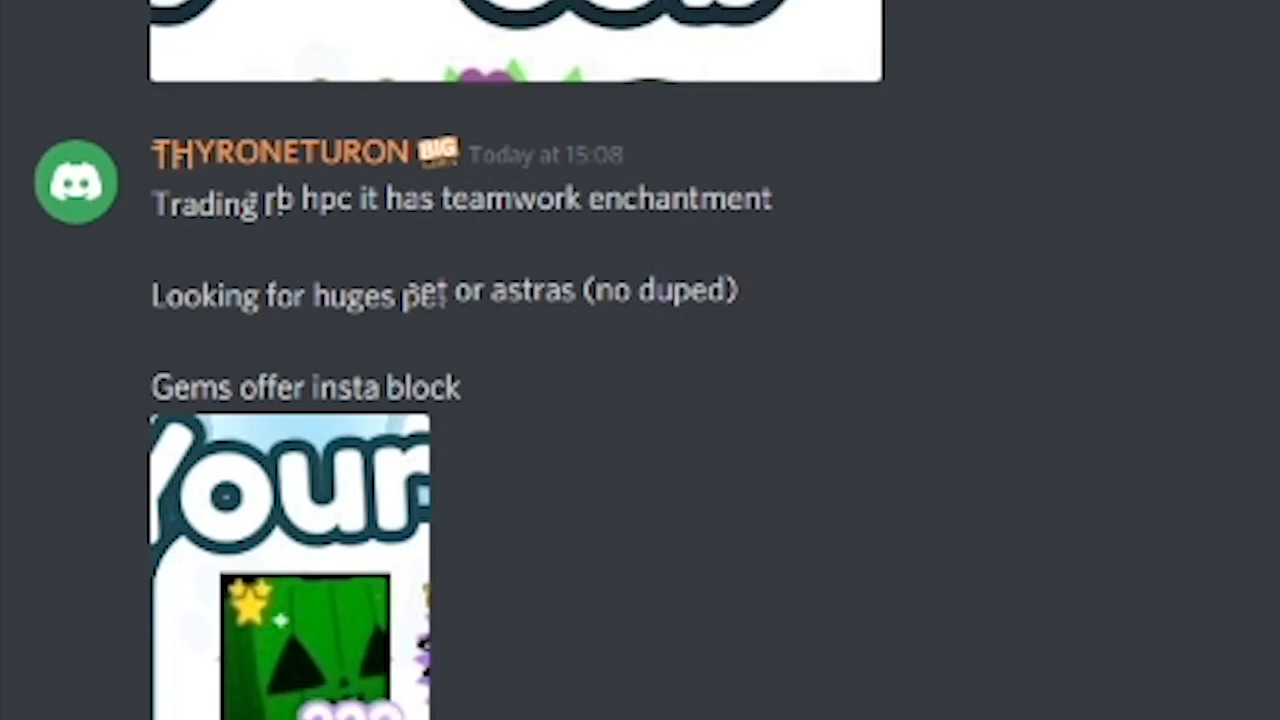 THYRONETURON BIG Today at 15:08
Trading rb hpc it has teamwork enchantment
Looking for huges pet or astras (no duped)
Gems offer insta block
Your